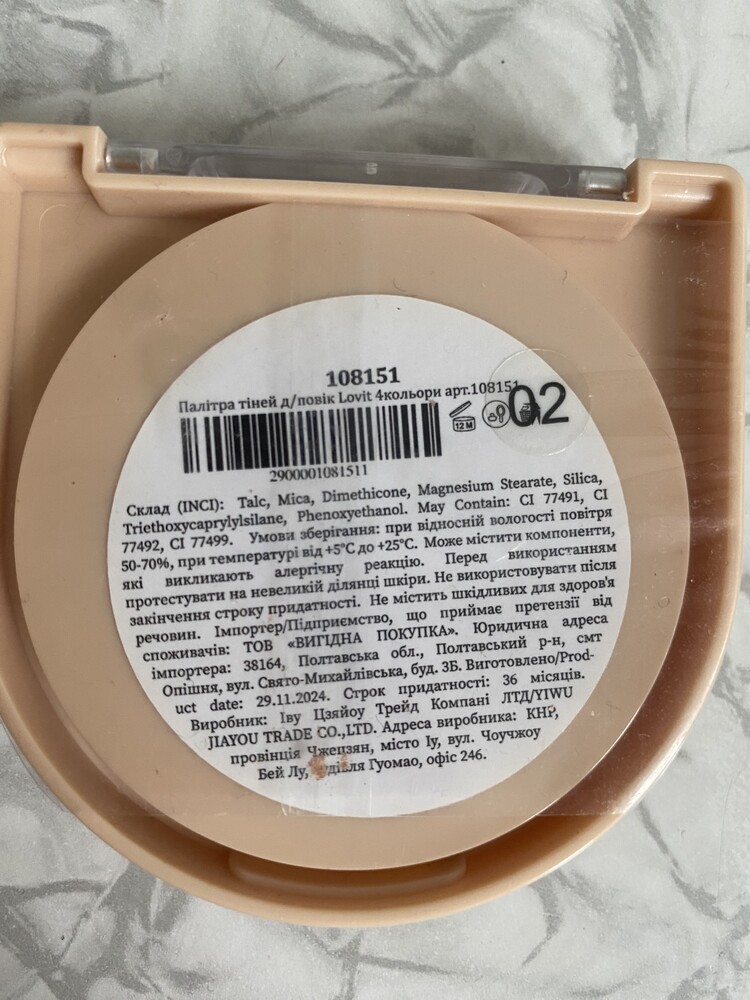 108151
Палітра тіней д/повік Lovit 4кольори арт.108151
12 M
02
2900001081511
Склад (INCI): Talc, Mica, Dimethicone, Magnesium Stearate, Silica,
Triethoxycaprylylsilane, Phenoxyethanol. May Contain: CI 77491, CI
77492, CI 77499. Умови зберігання: при відносній вологості повітря
50-70%, при температурі від +5°C до +25°C. Може містити компоненти,
які викликають алергічну реакцію. Перед використанням
протестувати на невеликій ділянці шкіри. Не використовувати після
закінчення строку придатності. Не містить шкідливих для здоров'я
речовин. Імпортер/Підприємство, що приймає претензії від
споживачів: ТОВ «ВИГІДНА ПОКУПКА». Юридична адреса
імпортера: 38164, Полтавська обл., Полтавський р-н, смт
Опішня, вул. Свято-Михайлівська, буд. 3Б. Виготовлено/Prod-
uct date: 29.11.2024. Строк придатності: 36 місяців.
Виробник: Іву Цзяйоу Трейд Компані ЛТД/YIWU
JIAYOU TRADE CO.,LTD. Адреса виробника: КНР,
провінція Чжецзян, місто Іу, вул. Чоучжоу
Бей Лу, будівля Гуомао, офіс 246.